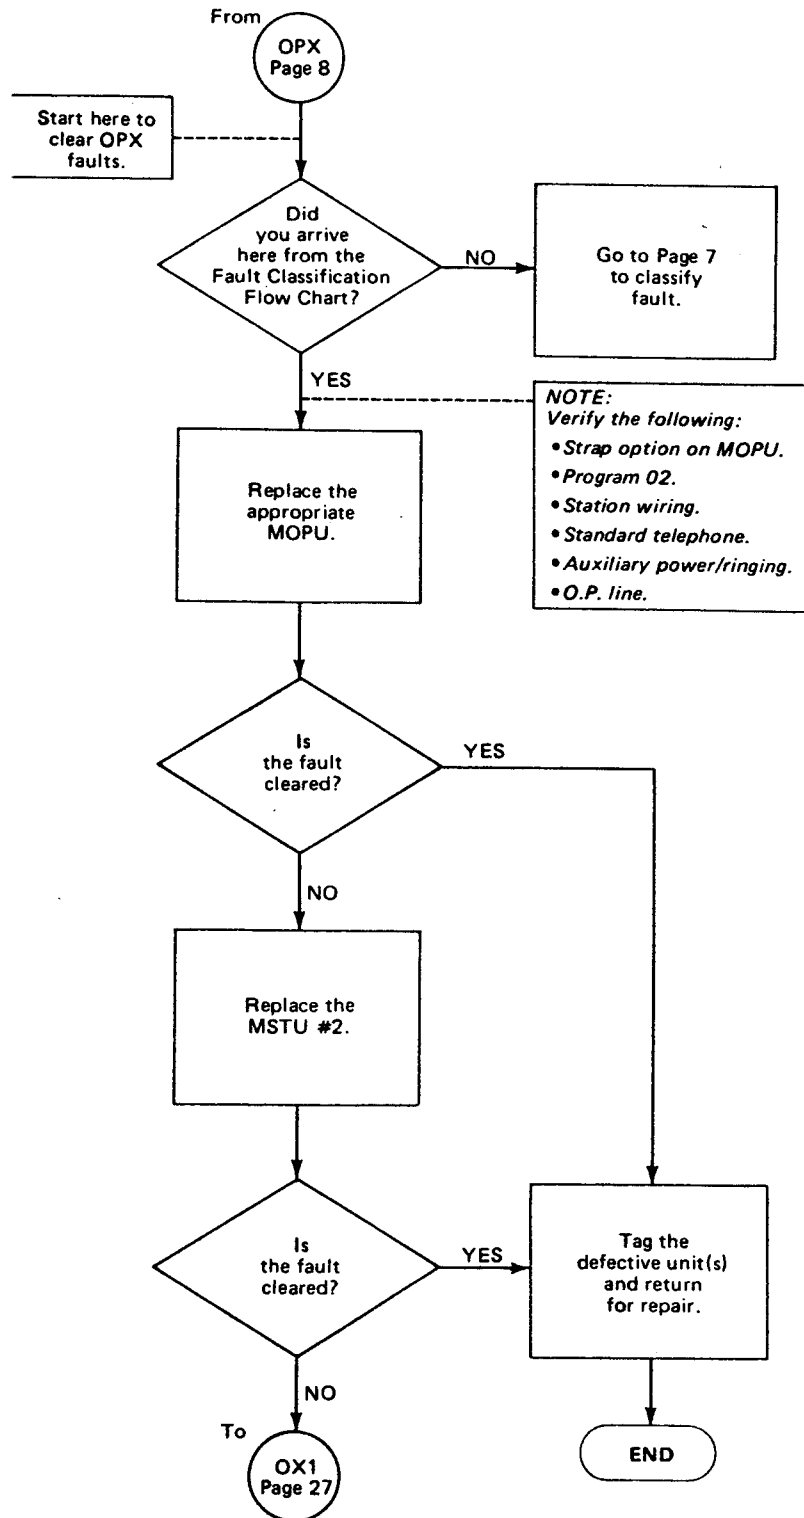 From
OPX
Page 8
Start here to
clear OPX
faults.
Did
you arrive
here from the
Fault Classification
Flow Chart?
NO
Go to Page 7
to classify
fault.
YES
NOTE:
Verify the following:
•Strap option on MOPU.
•Program 02.
•Station wiring.
•Standard telephone.
•Auxiliary power/ringing.
•O.P. line.
Replace the
appropriate
MOPU.
Is
the fault
cleared?
YES
NO
Replace the
MSTU #2.
Is
the fault
cleared?
YES
Tag the
defective unit(s)
and return
for repair.
NO
To
OX1
Page 27
END